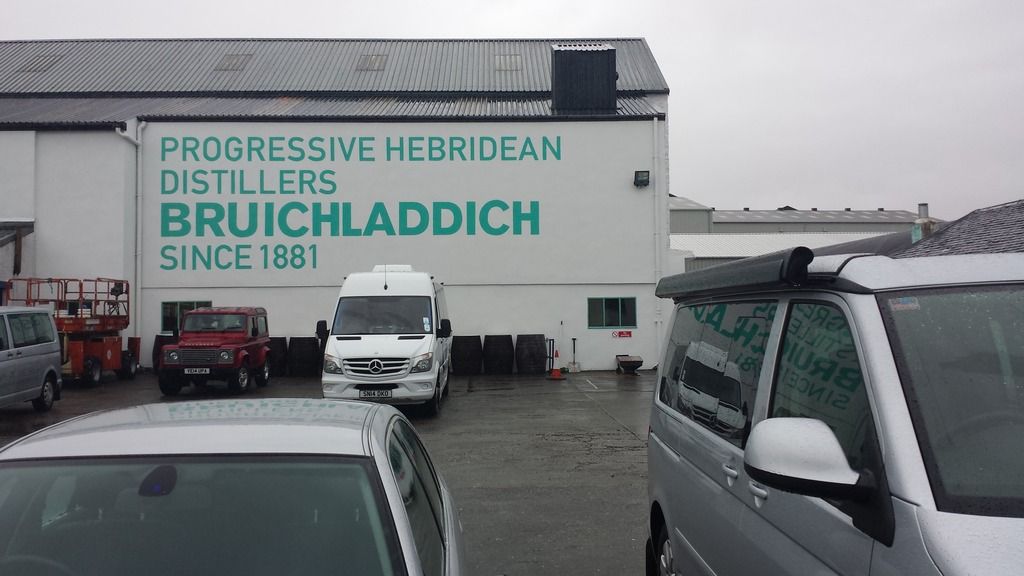 PROGRESSIVE HEBRIDEAN
DISTILLERS
BRUICHLADDICH
SINCE 1881